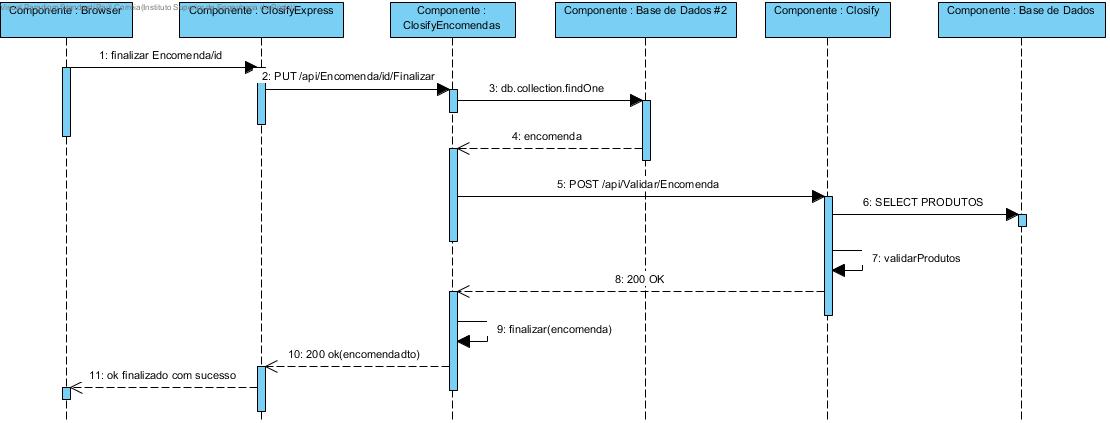 Componente : Browser
Componente : ClosifyExpress
Componente :
ClosifyEncomendas
Componente : Base de Dados #2
Componente : Closify
Componente : Base de Dados
1: finalizar Encomenda/id
2: PUT /api/Encomenda/id/Finalizar
3: db.collection.findOne
4: encomenda
5: POST /api/Validar/Encomenda
6: SELECT PRODUTOS
7: validarProdutos
8: 200 OK
9: finalizar(encomenda)
10: 200 ok(encomendadto)
11: ok finalizado com sucesso